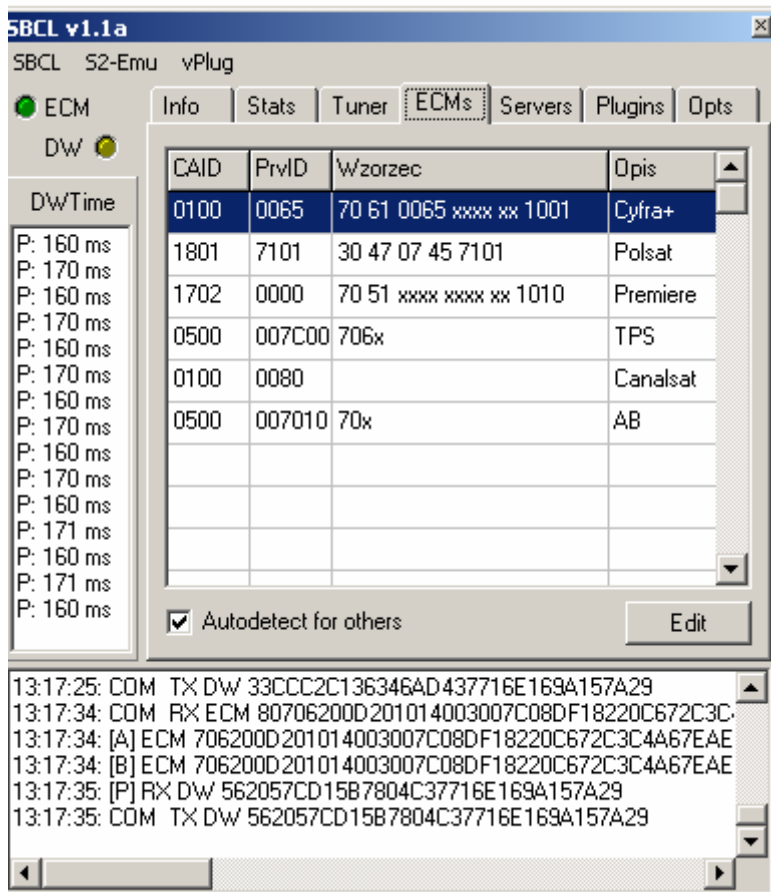 SBCL v1.1a
SBCL S2-Emu vPlug
ECM
DW
Info Stats Tuner ECMs Servers Plugins Opts
DWTime
P: 160 ms
P: 170 ms
P: 160 ms
P: 170 ms
P: 160 ms
P: 170 ms
P: 160 ms
P: 170 ms
P: 160 ms
P: 170 ms
P: 160 ms
P: 171 ms
P: 160 ms
P: 171 ms
P: 160 ms
CAID PrvID Wzorzec Opis
0100 0065 70 61 0065 xxxx xx 1001 Cyfra+
1801 7101 30 47 07 45 7101 Polsat
1702 0000 70 51 xxxx xxxx xx 1010 Premiere
0500 007C00 706x TPS
0100 0080 Canalsat
0500 007010 70x AB
Autodetect for others
Edit
13:17:25: COM TX DW 33CCC2C136346AD437716E169A157A29
13:17:34: COM RX ECM 80706200D201014003007C08DF18220C672C3C
13:17:34: [A] ECM 706200D201014003007C08DF18220C672C3C4A67EAE
13:17:34: [B] ECM 706200D201014003007C08DF18220C672C3C4A67EAE
13:17:35: [P] RX DW 562057CD15B7804C37716E169A157A29
13:17:35: COM TX DW 562057CD15B7804C37716E169A157A29